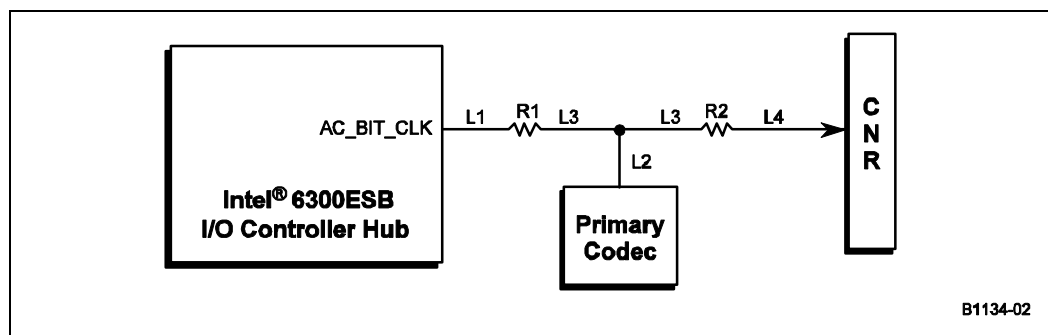 AC_BIT_CLK
L1
R1
L3
L3
R2
L4
L2
Intel® 6300ESB
I/O Controller Hub
Primary
Codec
C
N
R
B1134-02